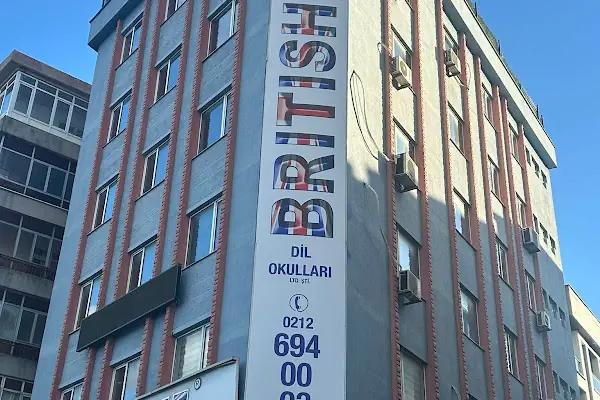 BRITISH
DİL
OKULLARI
LTD. ŞTİ.
0212
694
00